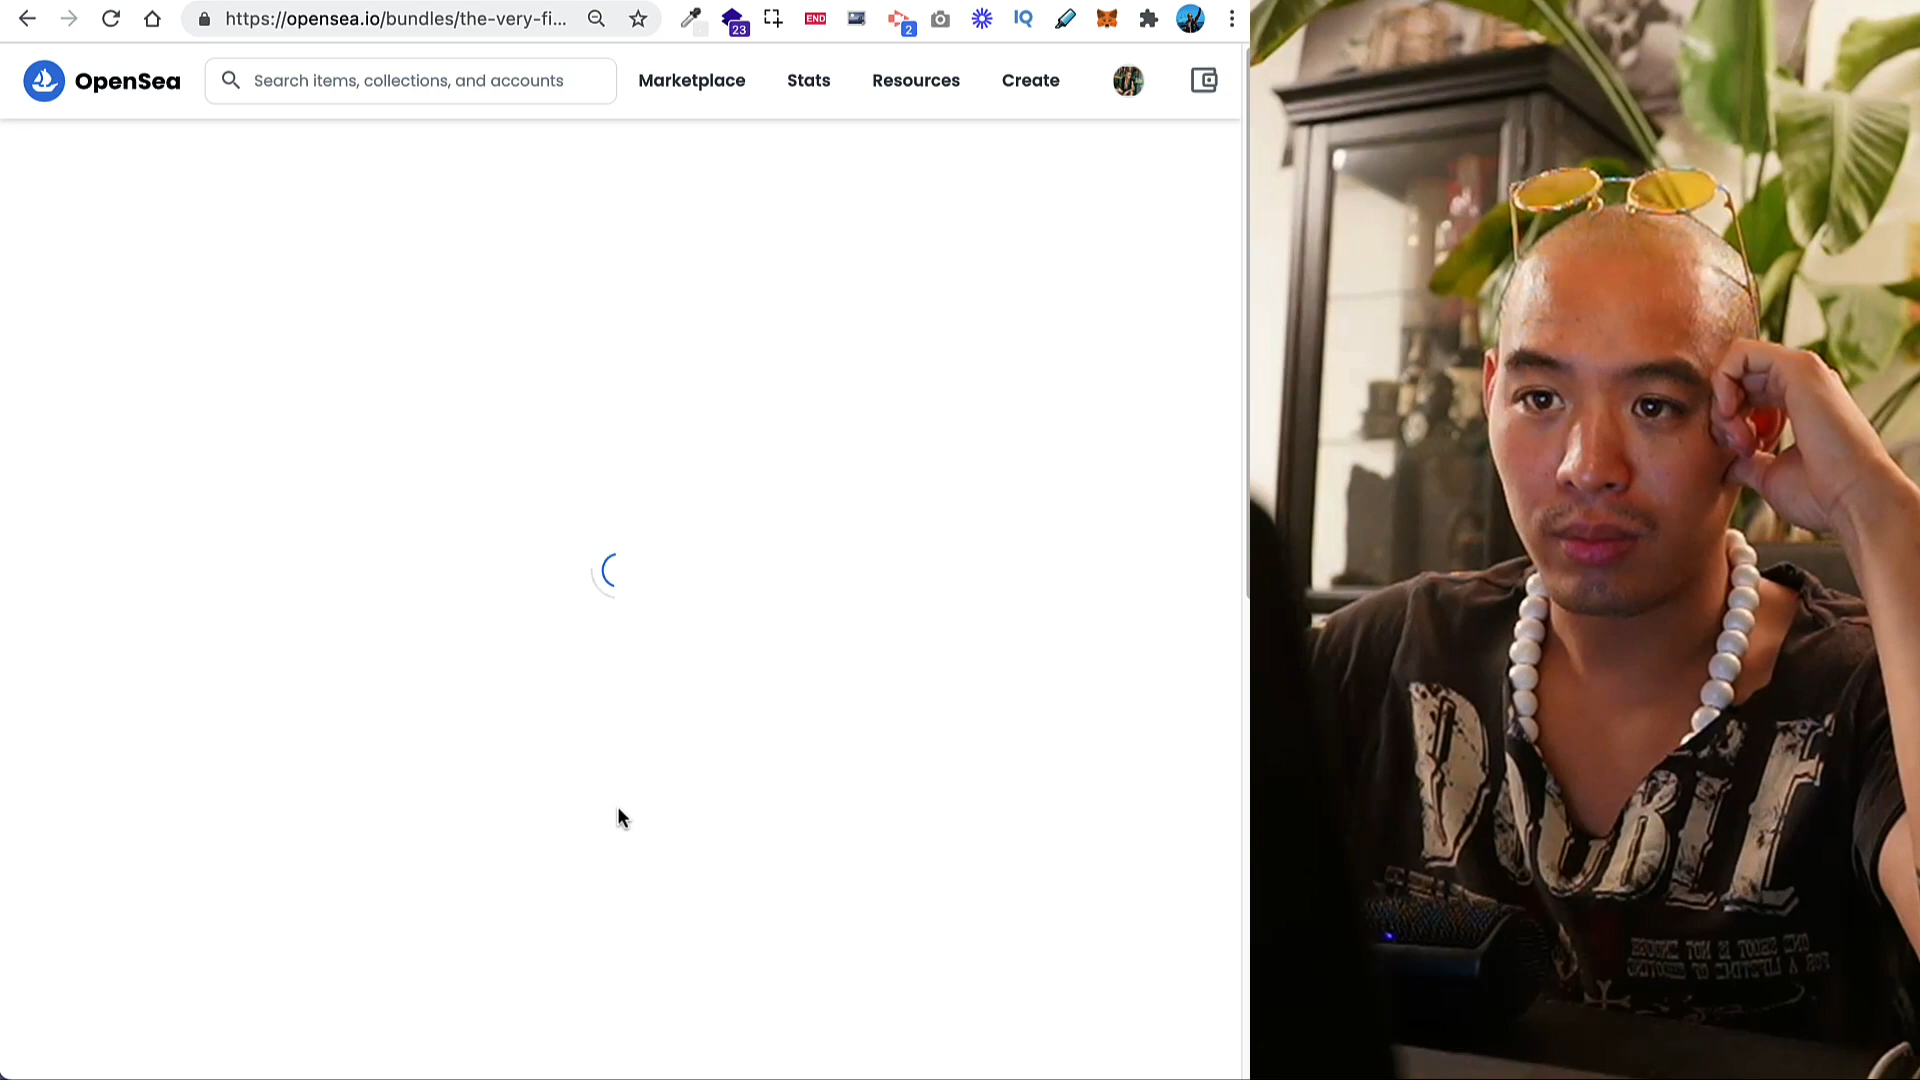 https://opensea.io/bundles/the-very-fi...
23
END
2
IQ
OpenSea
Search items, collections, and accounts
Marketplace
Stats
Resources
Create
DOUBLE